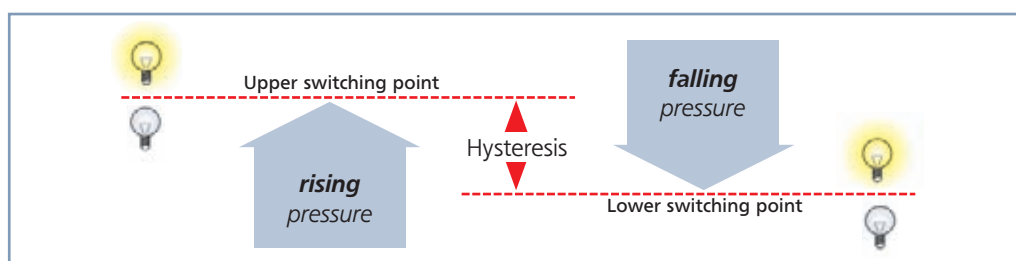 Upper switching point
rising
pressure
Hysteresis
falling
pressure
Lower switching point